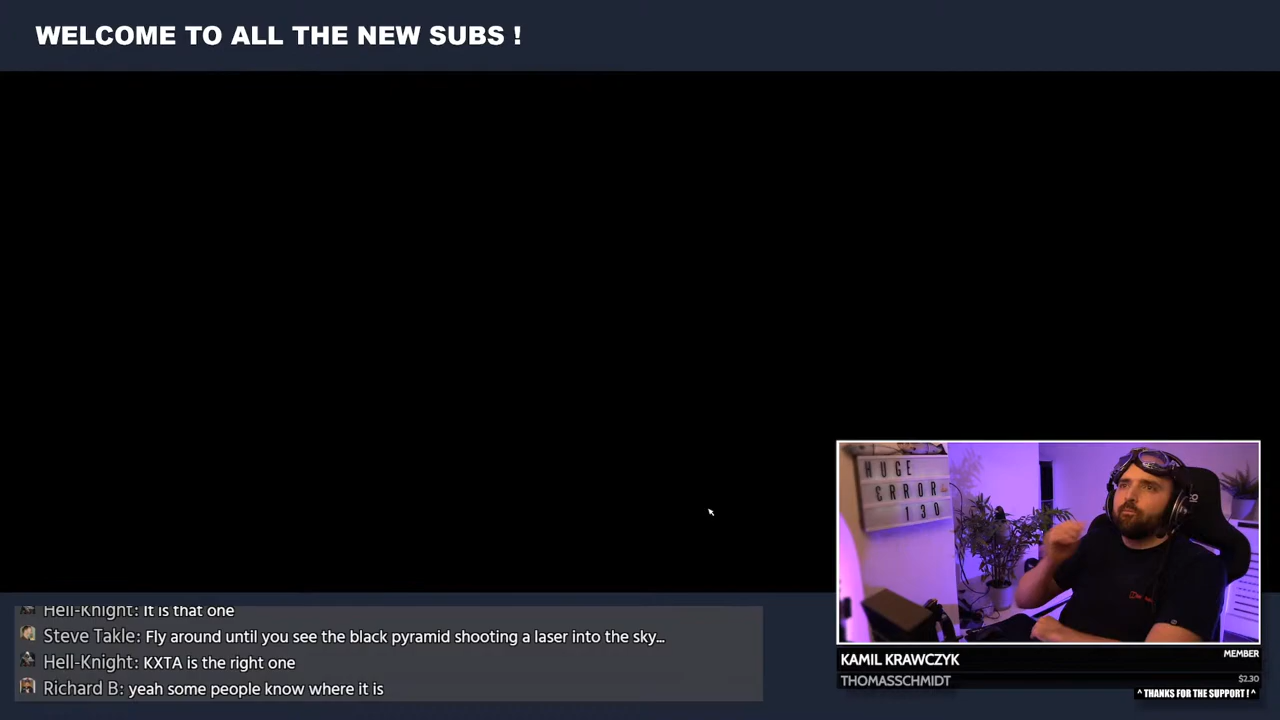 WELCOME TO ALL THE NEW SUBS !
HUGE
ERROR
130
Hell-Knight: It is that one
Steve Takle: Fly around until you see the black pyramid shooting a laser into the sky...
Hell-Knight: KXTA is the right one
Richard B: yeah some people know where it is
KAMIL KRAWCZYK
MEMBER
THOMASSCHMIDT
$2.30
^ THANKS FOR THE SUPPORT ! ^